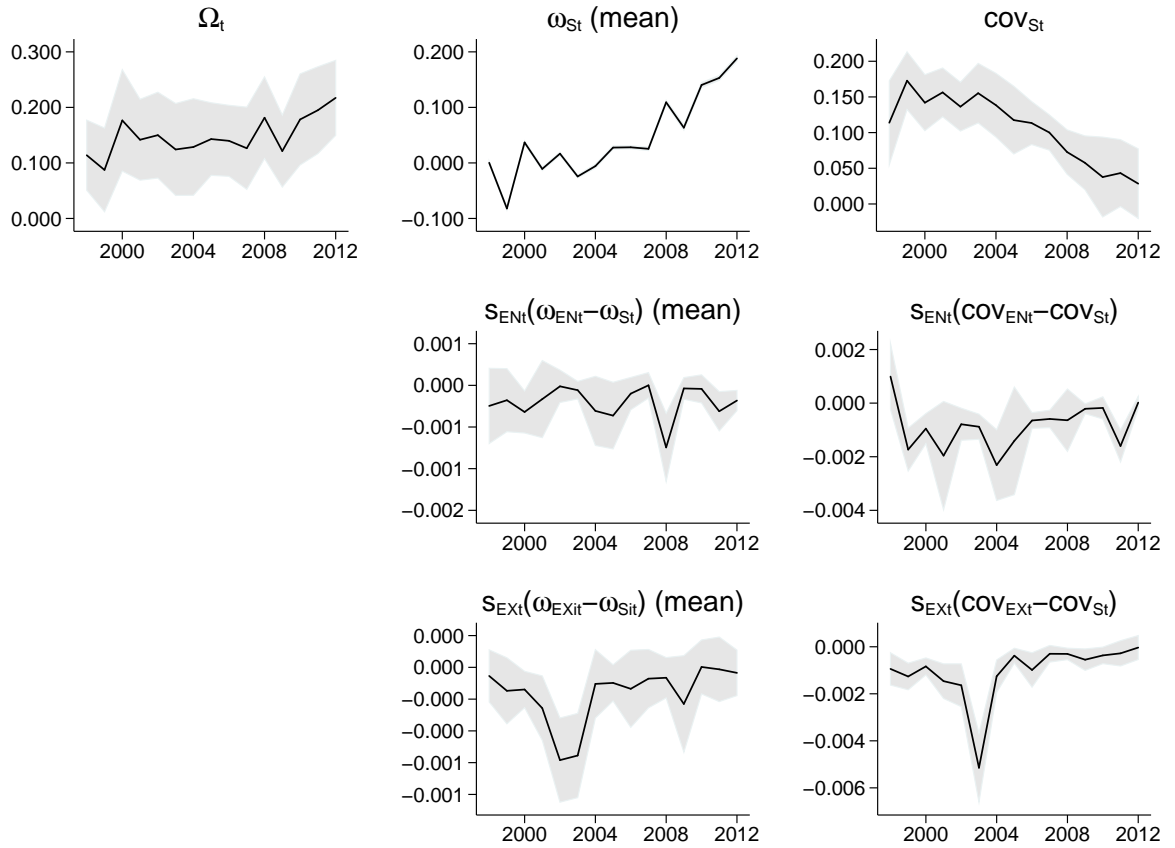 Ωt
0.300
0.200
0.100
0.000
2000 2004 2008 2012
ωSt (mean)
0.200
0.100
0.000
−0.100
2000 2004 2008 2012
covSt
0.200
0.150
0.100
0.050
0.000
2000 2004 2008 2012
sENt(ωENt−ωSt) (mean)
0.001
0.000
−0.001
−0.001
−0.002
2000 2004 2008 2012
sENt(covENt−covSt)
0.002
0.000
−0.002
−0.004
2000 2004 2008 2012
sEXt(ωEXit−ωSit) (mean)
0.000
0.000
−0.000
−0.000
−0.001
−0.001
2000 2004 2008 2012
sEXt(covEXt−covSt)
0.000
−0.002
−0.004
−0.006
2000 2004 2008 2012